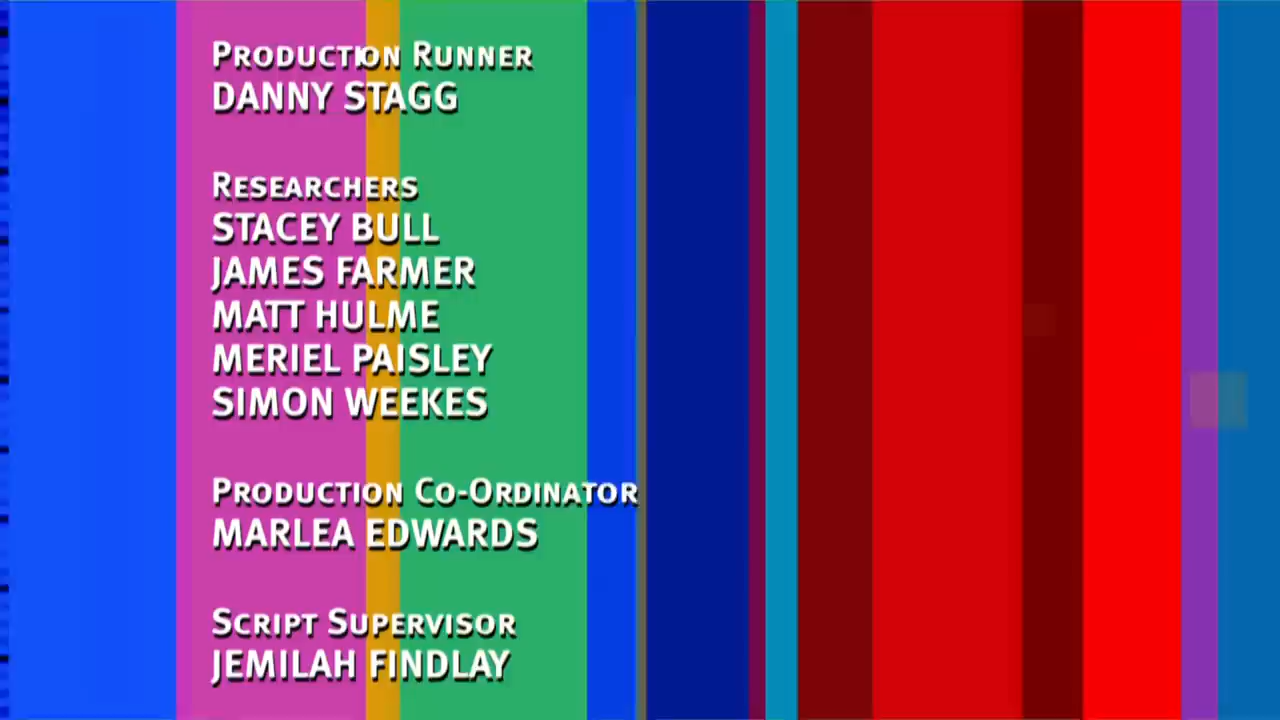 Production Runner
DANNY STAGG
Researchers
STACEY BULL
JAMES FARMER
MATT HULME
MERIEL PAISLEY
SIMON WEEKES
Production Co-Ordinator
MARLEA EDWARDS
Script Supervisor
JEMILAH FINDLAY